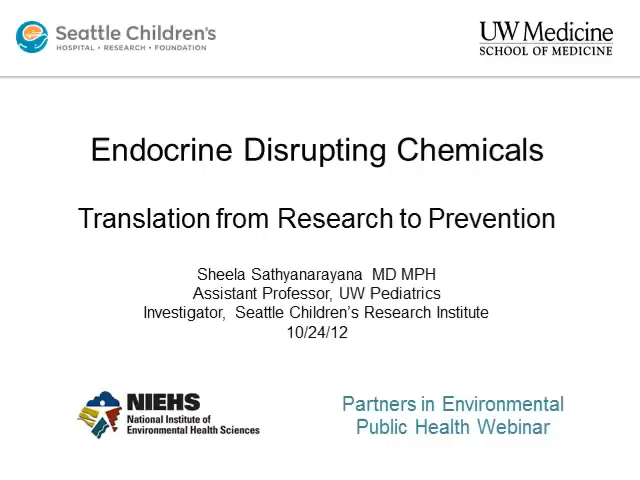 Seattle Children's
HOSPITAL • RESEARCH • FOUNDATION
UW Medicine
SCHOOL OF MEDICINE
Endocrine Disrupting Chemicals
Translation from Research to Prevention
Sheela Sathyanarayana MD MPH
Assistant Professor, UW Pediatrics
Investigator, Seattle Children's Research Institute
10/24/12
NIEHS
National Institute of
Environmental Health Sciences
Partners in Environmental
Public Health Webinar